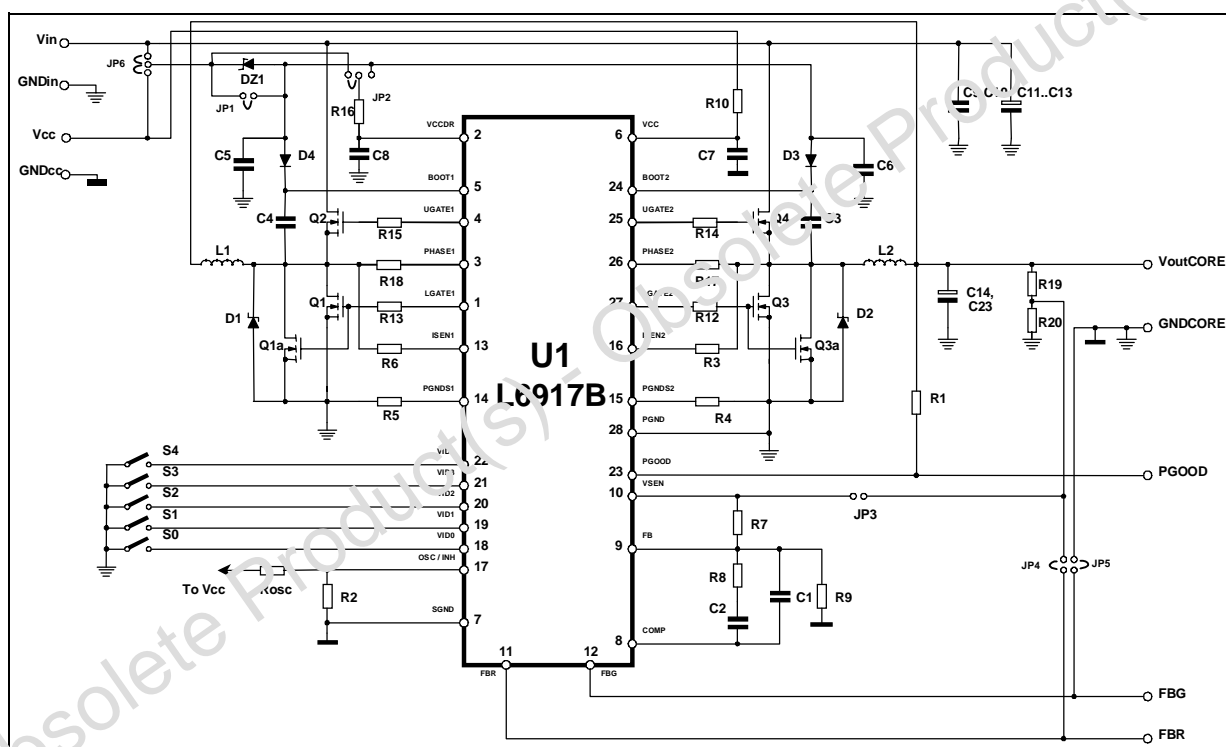 Vin
GNDin
Vcc
GNDcc
JP6
DZ1
JP1
JP2
R16
C5
D4
C8
C4
Q2
R15
L1
R18
Q1
R13
D1
Q1a
R6
R5
VCCDR
2
BOOT1
5
UGATE1
4
PHASE1
3
LGATE1
1
ISEN1
13
PGNDS1
14
U1
L6917B
S4
S3
S2
S1
S0
22
21
VID2
20
VID1
19
VID0
18
OSC / INH
17
To Vcc
Rosc
R2
SGND
7
11
FBR
12
FBG
R10
6
VCC
C7
D3
C6
24
BOOT2
25
UGATE2
R14
Q4
C3
26
PHASE2
L2
27
R12
Q3
D2
16
R3
Q3a
15
PGNDS2
R4
28
PGND
23
PGOOD
10
VSEN
R7
JP3
9
FB
R8
C2
C1
R9
8
COMP
C11..C13
C14,
C23
R19
R20
R1
JP4
JP5
VoutCORE
GNDCORE
PGOOD
FBG
FBR
Obsolete Product(s) - Obsolete Product(